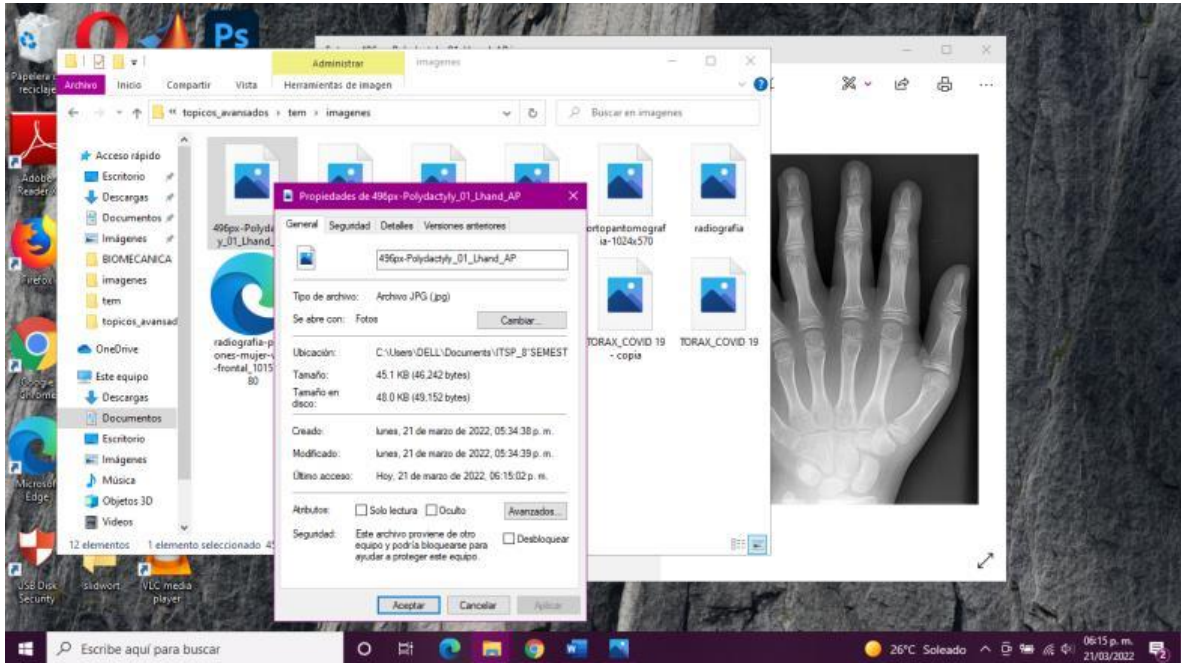 Ps
Papelera
reciclaje
Adobe
Reader
Firefox
Google
Chrome
Microsoft
Edge
USB Disk
Security
slidwort
VLC media
player
Administrar
imagenes
Archivo
Inicio
Compartir
Vista
Herramientas de imagen
« topicos_avansados › tem › imagenes
Buscar en imagenes
Acceso rápido
Escritorio
Descargas
Documentos
Imágenes
BIOMECANICA
imagenes
tem
topicos_avansad
OneDrive
Este equipo
Descargas
Documentos
Escritorio
Imágenes
Música
Objetos 3D
Videos
12 elementos 1 elemento seleccionado 45
496px-Polyda
y_01_Lhand_
ortopantomograf
ia-1024x570
radiografia
radiografia-p
ones-mujer-v
-frontal_1015
80
TORAX_COVID 19
- copia
TORAX_COVID 19
Propiedades de 496px-Polydactyly_01_Lhand_AP
General Seguridad Detalles Versiones anteriores
496px-Polydactyly_01_Lhand_AP
Tipo de archivo: Archivo JPG (.jpg)
Se abre con: Fotos Cambiar...
Ubicación: C:\Users\DELL\Documents\ITSP_8°SEMEST
Tamaño: 45.1 KB (46,242 bytes)
Tamaño en
disco: 48.0 KB (49,152 bytes)
Creado: lunes, 21 de marzo de 2022, 05:34:38 p. m.
Modificado: lunes, 21 de marzo de 2022, 05:34:39 p. m.
Último acceso: Hoy, 21 de marzo de 2022, 06:15:02 p. m.
Atributos: Solo lectura Oculto Avanzados...
Seguridad: Este archivo proviene de otro
equipo y podría bloquearse para
ayudar a proteger este equipo.
Desbloquear
Aceptar Cancelar Aplicar
Escribe aquí para buscar
26°C Soleado
06:15 p. m.
21/03/2022
2